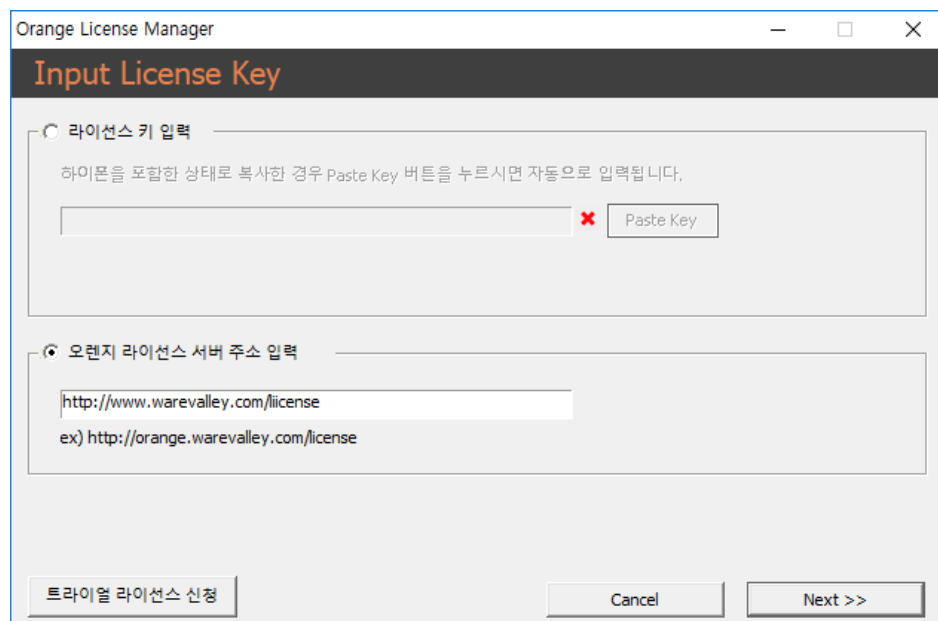 Orange License Manager
Input License Key
라이선스 키 입력
하이폰을 포함한 상태로 복사한 경우 Paste Key 버튼을 누르시면 자동으로 입력됩니다.
Paste Key
오렌지 라이선스 서버 주소 입력
http://www.warevalley.com/liicense
ex) http://orange.warevalley.com/license
트라이얼 라이선스 신청
Cancel
Next >>